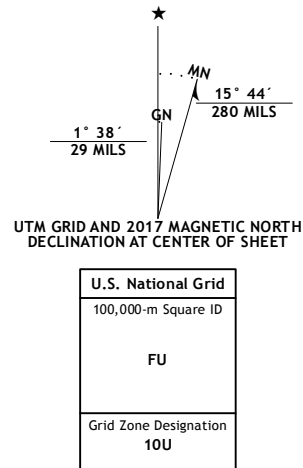 MN
GN
15° 44´
280 MILS
1° 38´
29 MILS
UTM GRID AND 2017 MAGNETIC NORTH
DECLINATION AT CENTER OF SHEET
U.S. National Grid
100,000-m Square ID
FU
Grid Zone Designation
10U